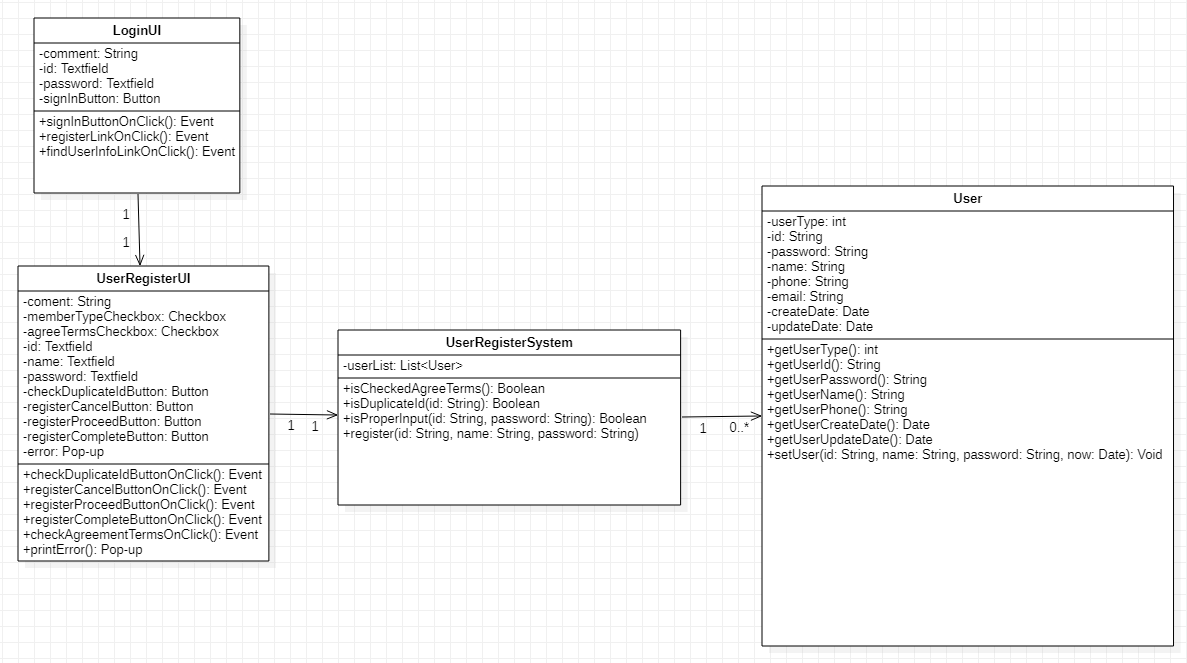 LoginUI
-comment: String
-id: Textfield
-password: Textfield
-signInButton: Button
+signInButtonOnClick(): Event
+registerLinkOnClick(): Event
+findUserInfoLinkOnClick(): Event
1
1
UserRegisterUI
-coment: String
-memberTypeCheckbox: Checkbox
-agreeTermsCheckbox: Checkbox
-id: Textfield
-name: Textfield
-password: Textfield
-checkDuplicateIdButton: Button
-registerCancelButton: Button
-registerProceedButton: Button
-registerCompleteButton: Button
-error: Pop-up
+checkDuplicateIdButtonOnClick(): Event
+registerCancelButtonOnClick(): Event
+registerProceedButtonOnClick(): Event
+registerCompleteButtonOnClick(): Event
+checkAgreementTermsOnClick(): Event
+printError(): Pop-up
1 1
UserRegisterSystem
-userList: List<User>
+isCheckedAgreeTerms(): Boolean
+isDuplicateId(id: String): Boolean
+isProperInput(id: String, password: String): Boolean
+register(id: String, name: String, password: String)
1 0..*
User
-userType: int
-id: String
-password: String
-name: String
-phone: String
-email: String
-createDate: Date
-updateDate: Date
+getUserType(): int
+getUserId(): String
+getUserPassword(): String
+getUserName(): String
+getUserPhone(): String
+getUserCreateDate(): Date
+getUserUpdateDate(): Date
+setUser(id: String, name: String, password: String, now: Date): Void